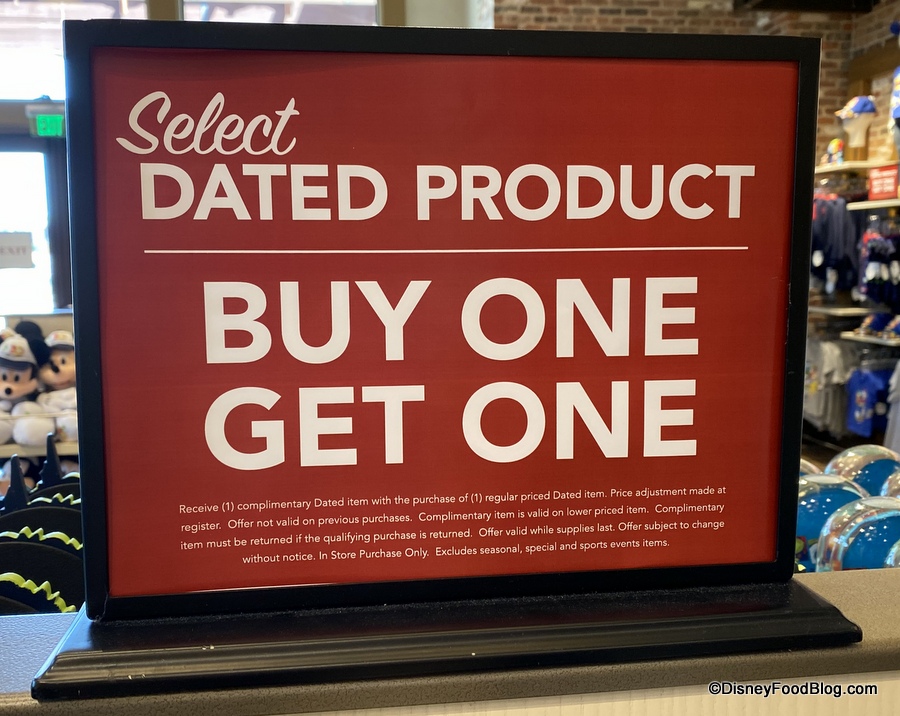 Select
DATED PRODUCT
BUY ONE
GET ONE
Receive (1) complimentary Dated item with the purchase of (1) regular priced Dated item. Price adjustment made at
register. Offer not valid on previous purchases. Complimentary item is valid on lower priced item. Complimentary
item must be returned if the qualifying purchase is returned. Offer valid while supplies last. Offer subject to change
without notice. In Store Purchase Only. Excludes seasonal, special and sports events items.
EXIT
©DisneyFoodBlog.com